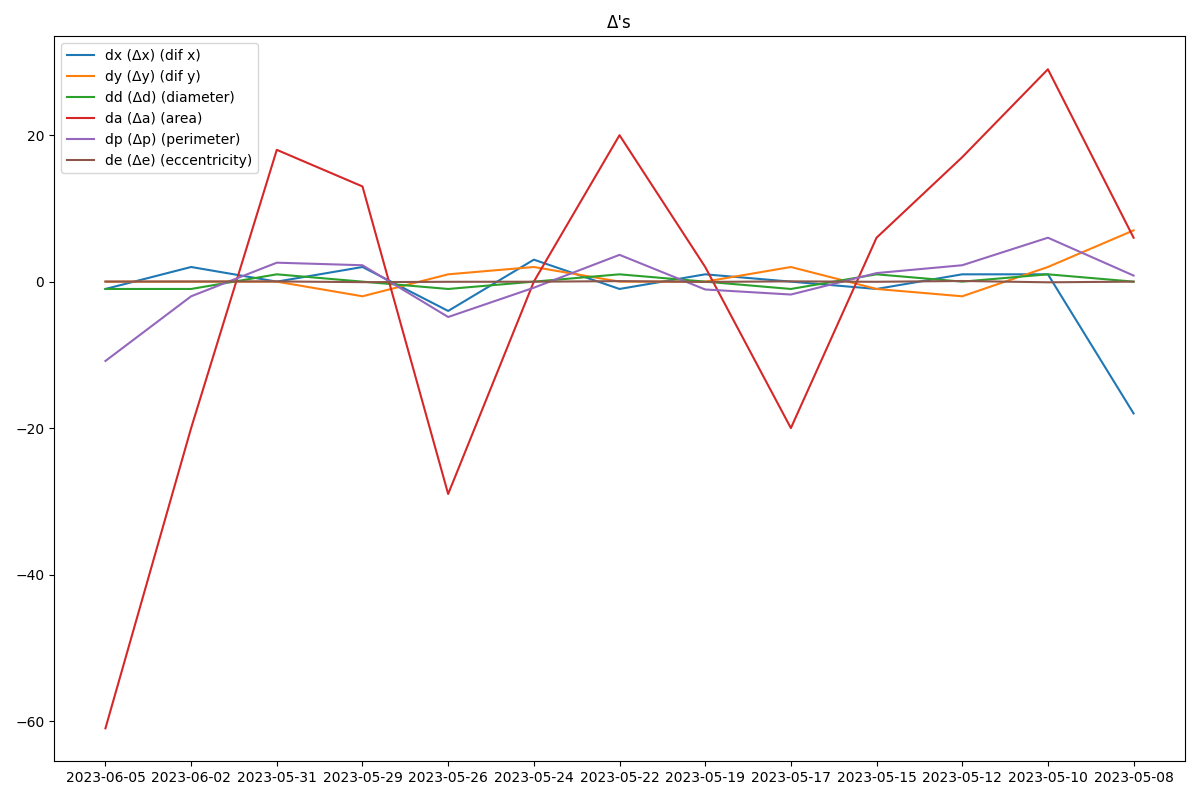 Δ's
dx (Δx) (dif x)
dy (Δy) (dif y)
dd (Δd) (diameter)
da (Δa) (area)
dp (Δp) (perimeter)
de (Δe) (eccentricity)
20
0
−20
−40
−60
2023-06-05 2023-06-02 2023-05-31 2023-05-29 2023-05-26 2023-05-24 2023-05-22 2023-05-19 2023-05-17 2023-05-15 2023-05-12 2023-05-10 2023-05-08